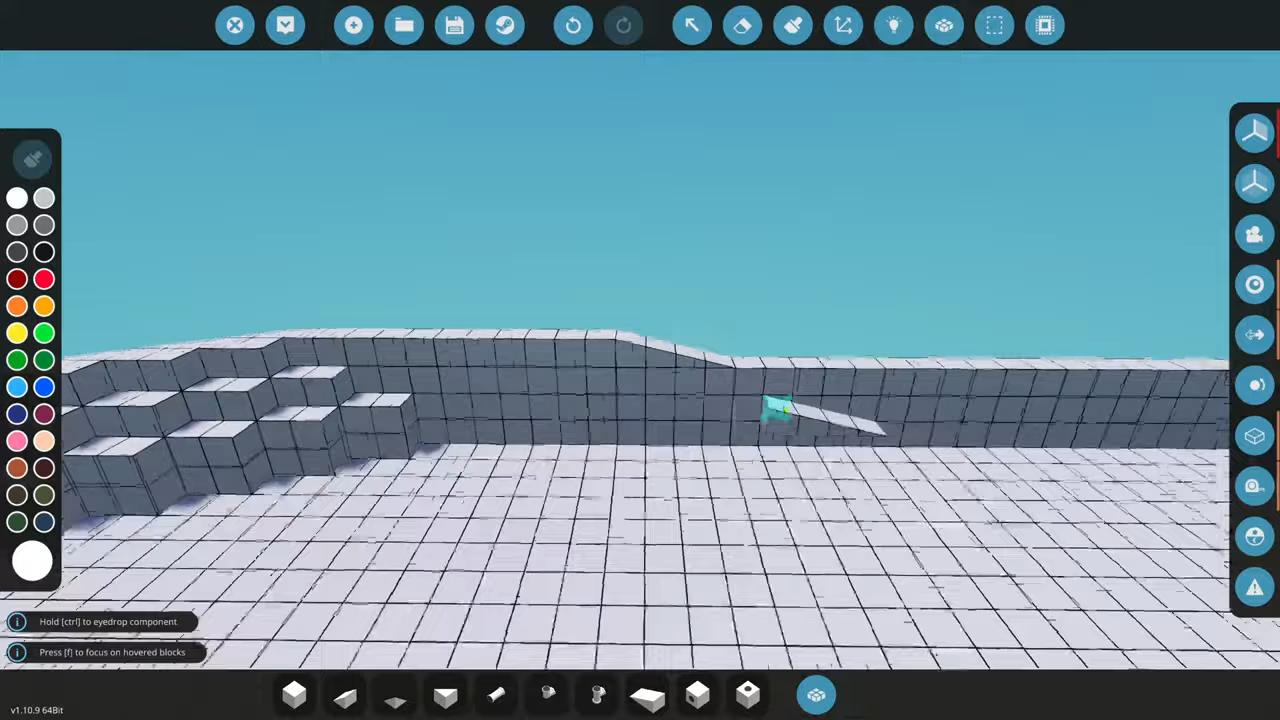 Hold [ctrl] to eyedrop component
Press [f] to focus on hovered blocks
v1.10.9 64Bit